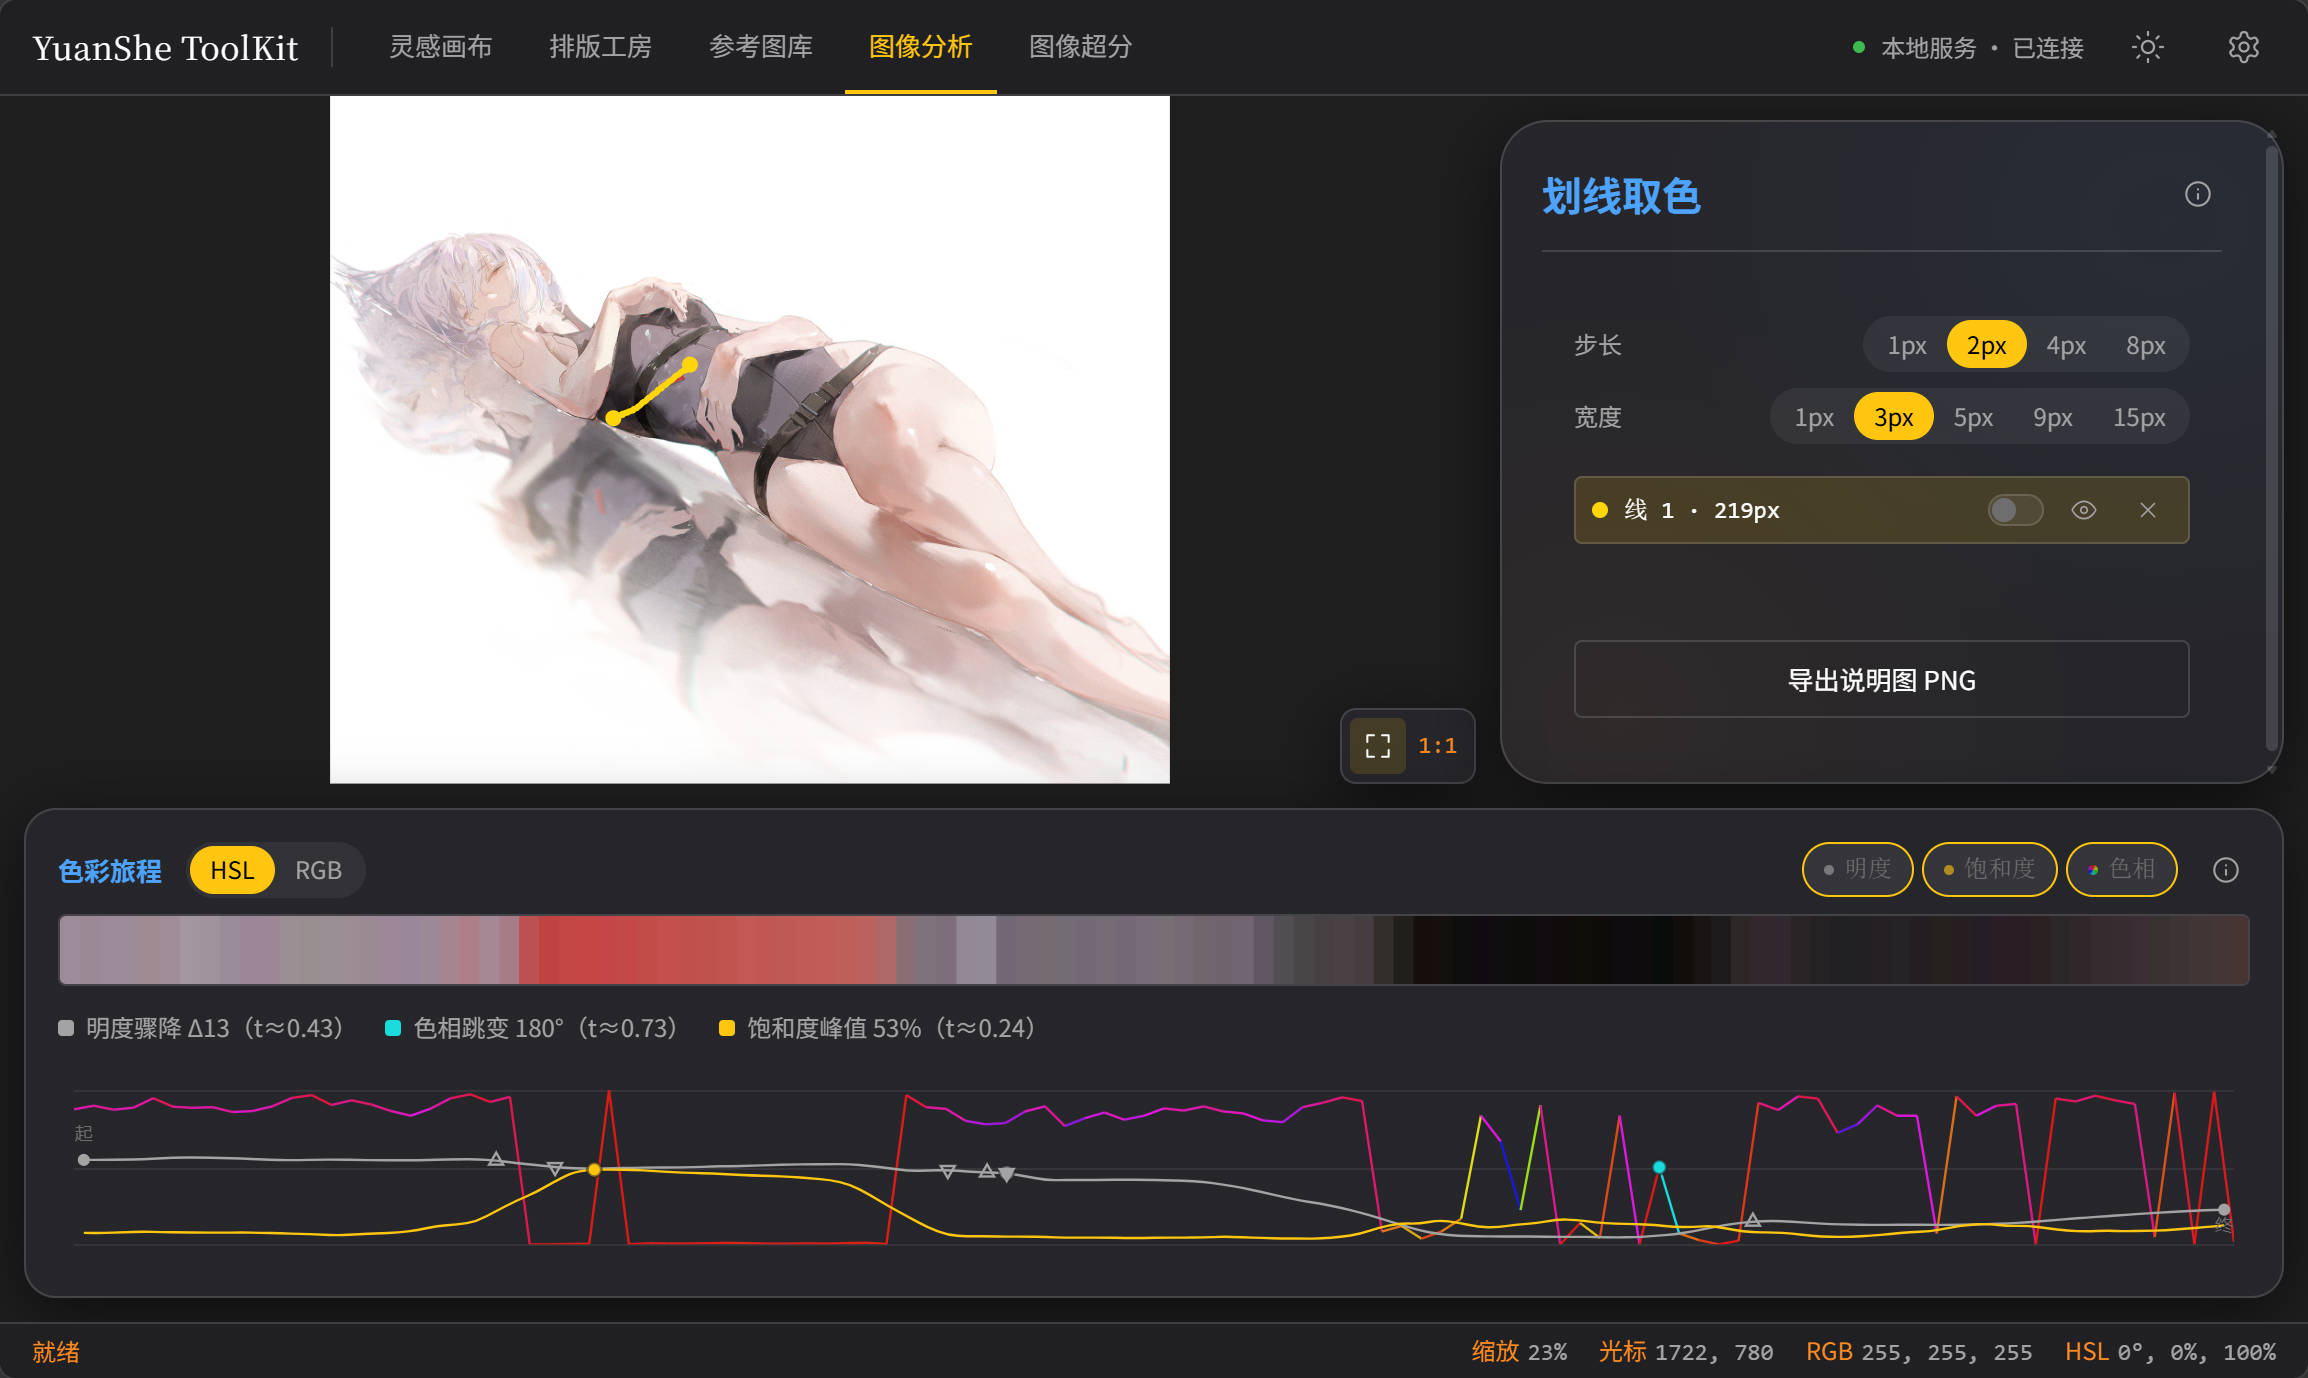 YuanShe ToolKit 灵感画布 排版工房 参考图库 图像分析 图像超分 本地服务 • 已连接
划线取色
步长 1px 2px 4px 8px
宽度 1px 3px 5px 9px 15px
线 1 · 219px
导出说明图 PNG
1:1
色彩旅程 HSL RGB 明度 饱和度 色相
明度骤降 Δ13（t≈0.43） 色相跳变 180°（t≈0.73） 饱和度峰值 53%（t≈0.24）
起
终
就绪 缩放 23% 光标 1722, 780 RGB 255, 255, 255 HSL 0°, 0%, 100%